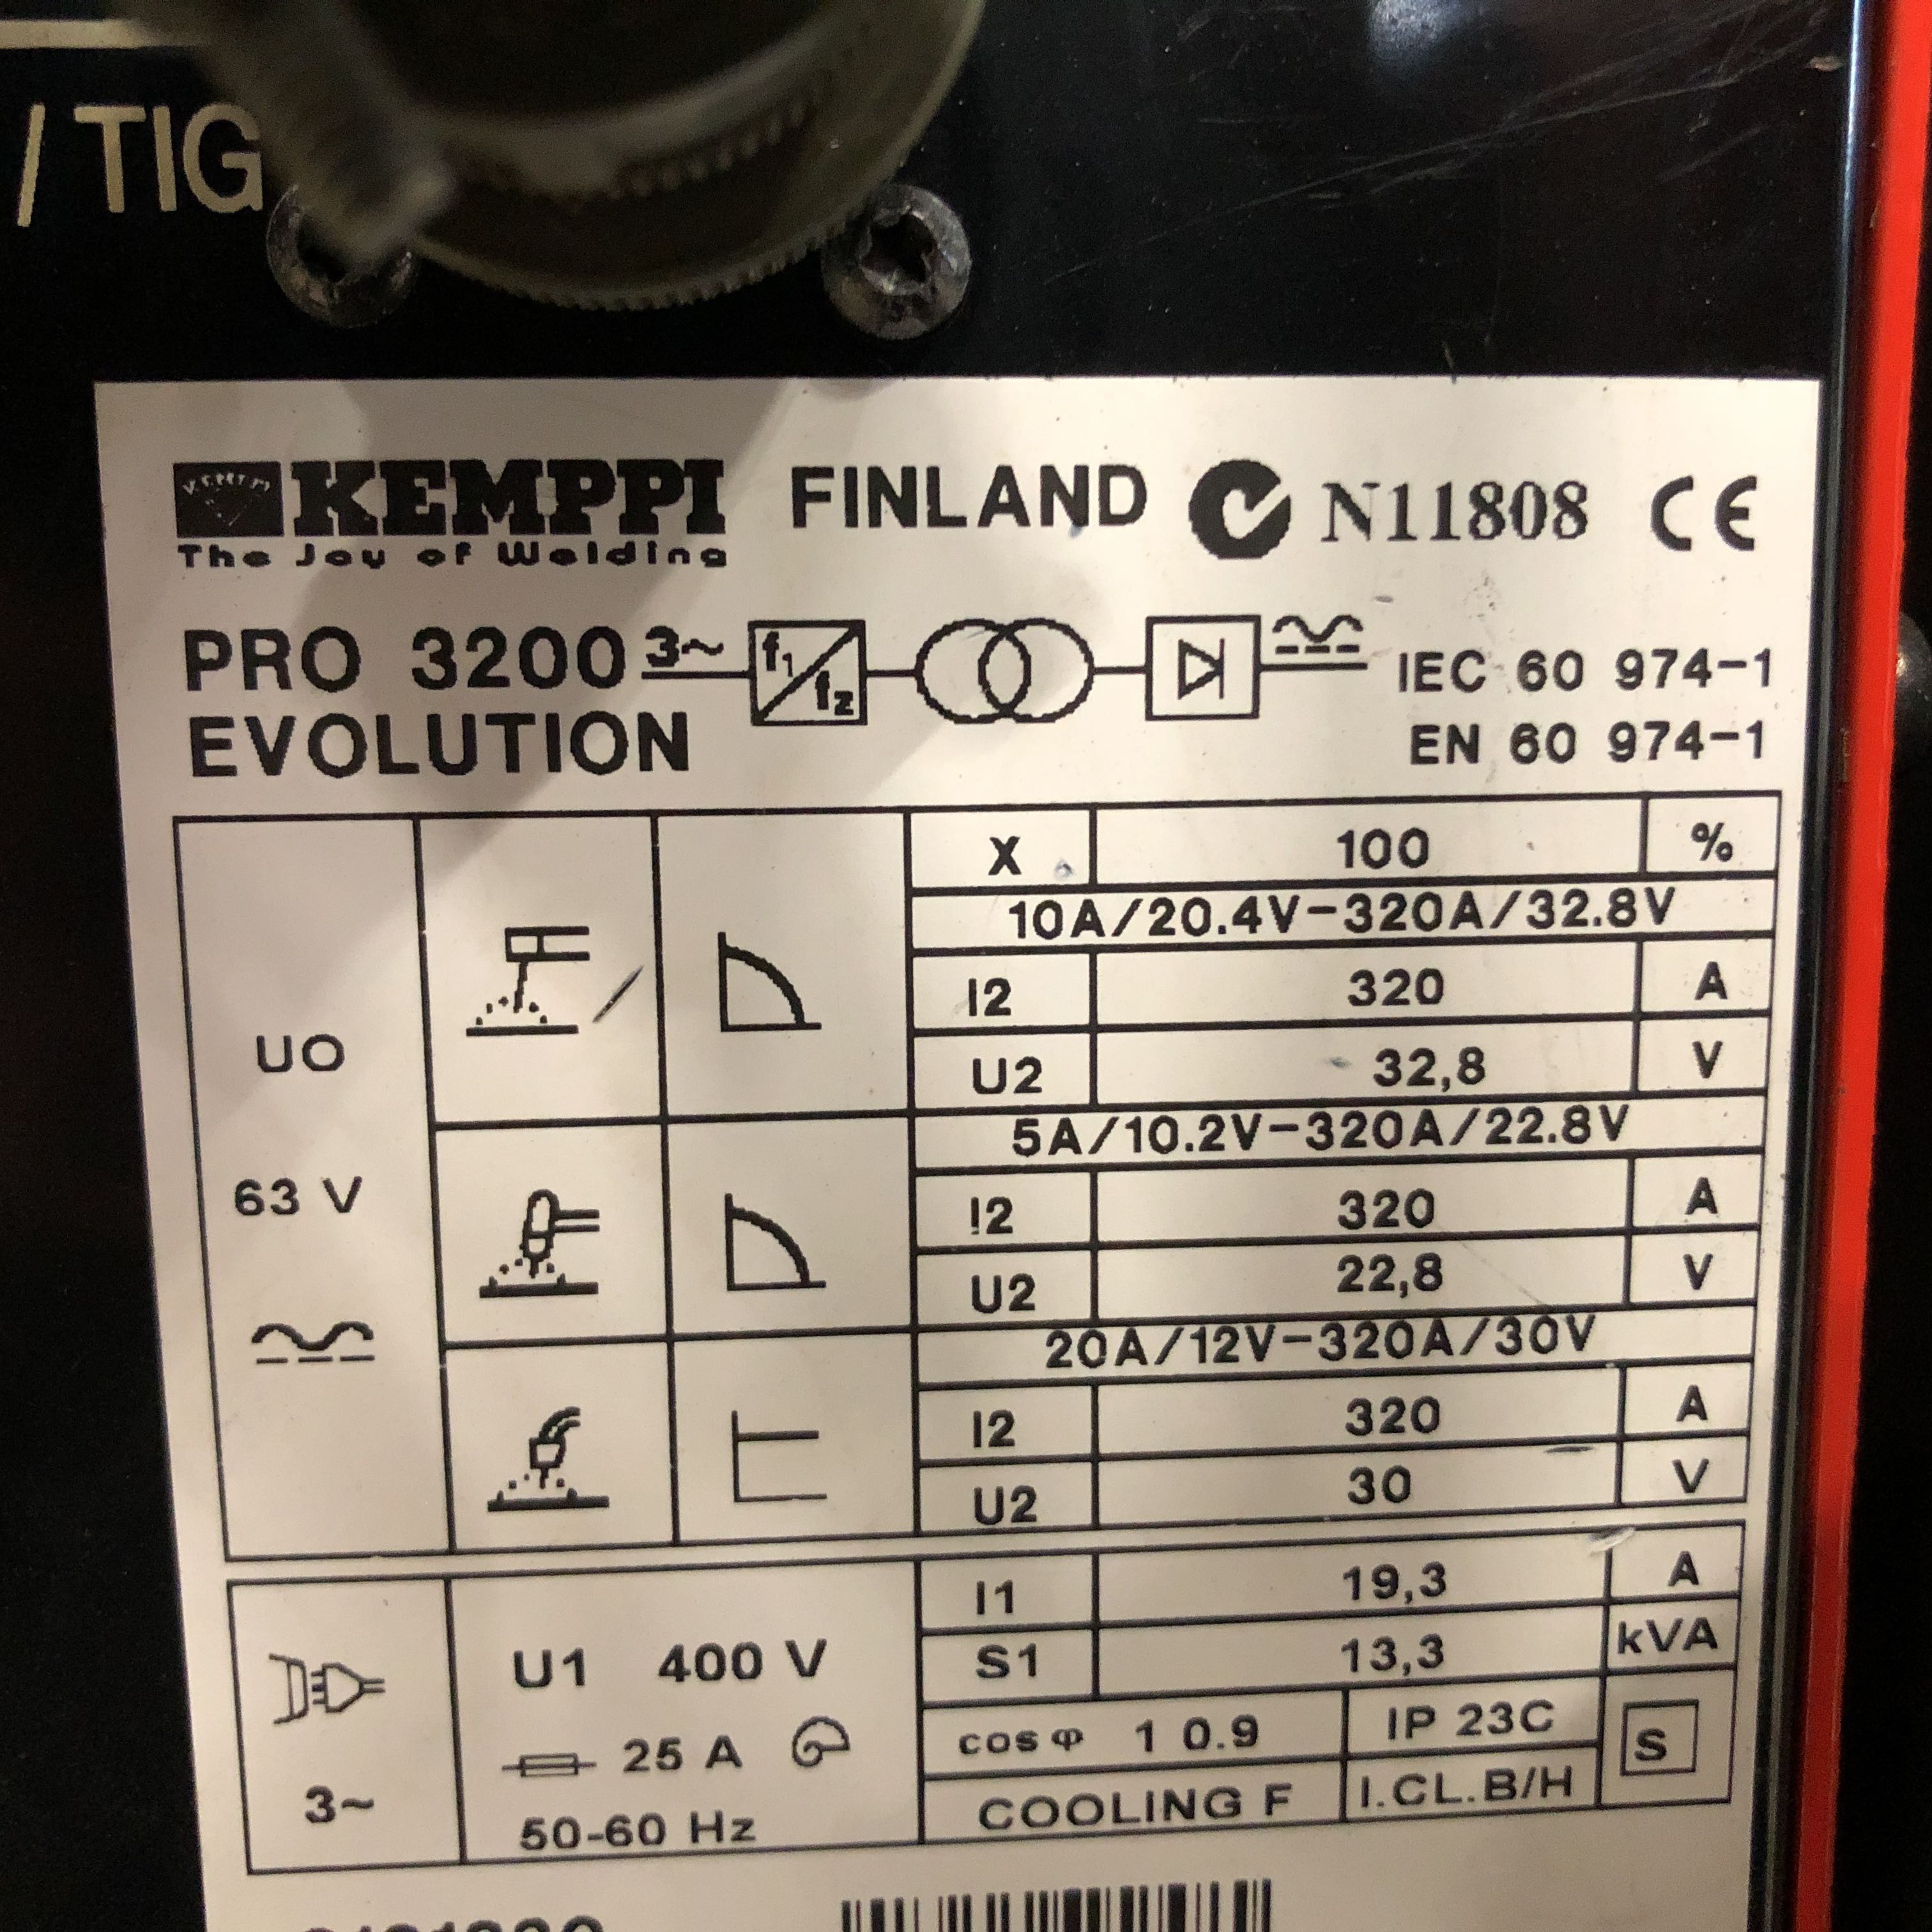 / TIG
KEMPPI FINLAND N11808 CE
The Joy of Welding
PRO 3200 3~ f1 f2 IEC 60 974-1
EVOLUTION EN 60 974-1
X 100 %
10A/20.4V-320A/32.8V
I2 320 A
UO
U2 32,8 V
5A/10.2V-320A/22.8V
63 V
I2 320 A
U2 22,8 V
20A/12V-320A/30V
I2 320 A
U2 30 V
I1 19,3 A
U1 400 V
S1 13,3 kVA
25 A
cos φ 1 0.9 IP 23C
S
3~
50-60 Hz
COOLING F I.CL.B/H